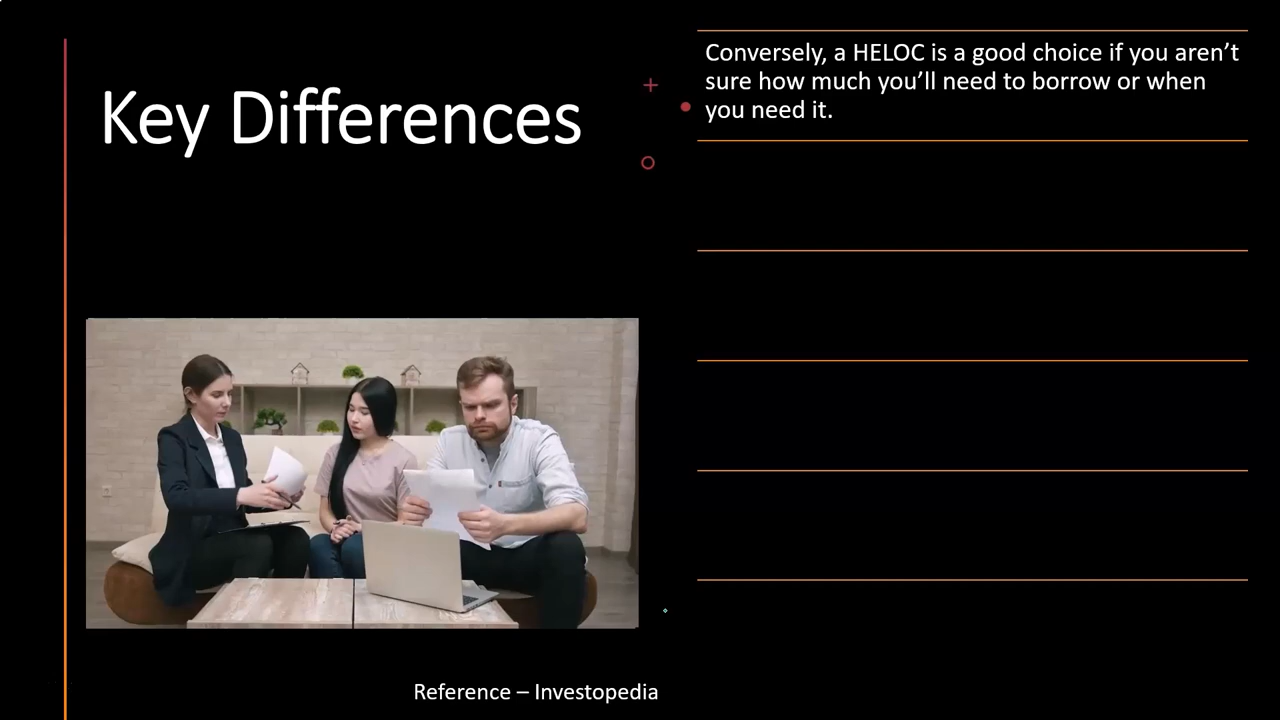 Key Differences
Conversely, a HELOC is a good choice if you aren’t
sure how much you’ll need to borrow or when
you need it.
Reference – Investopedia